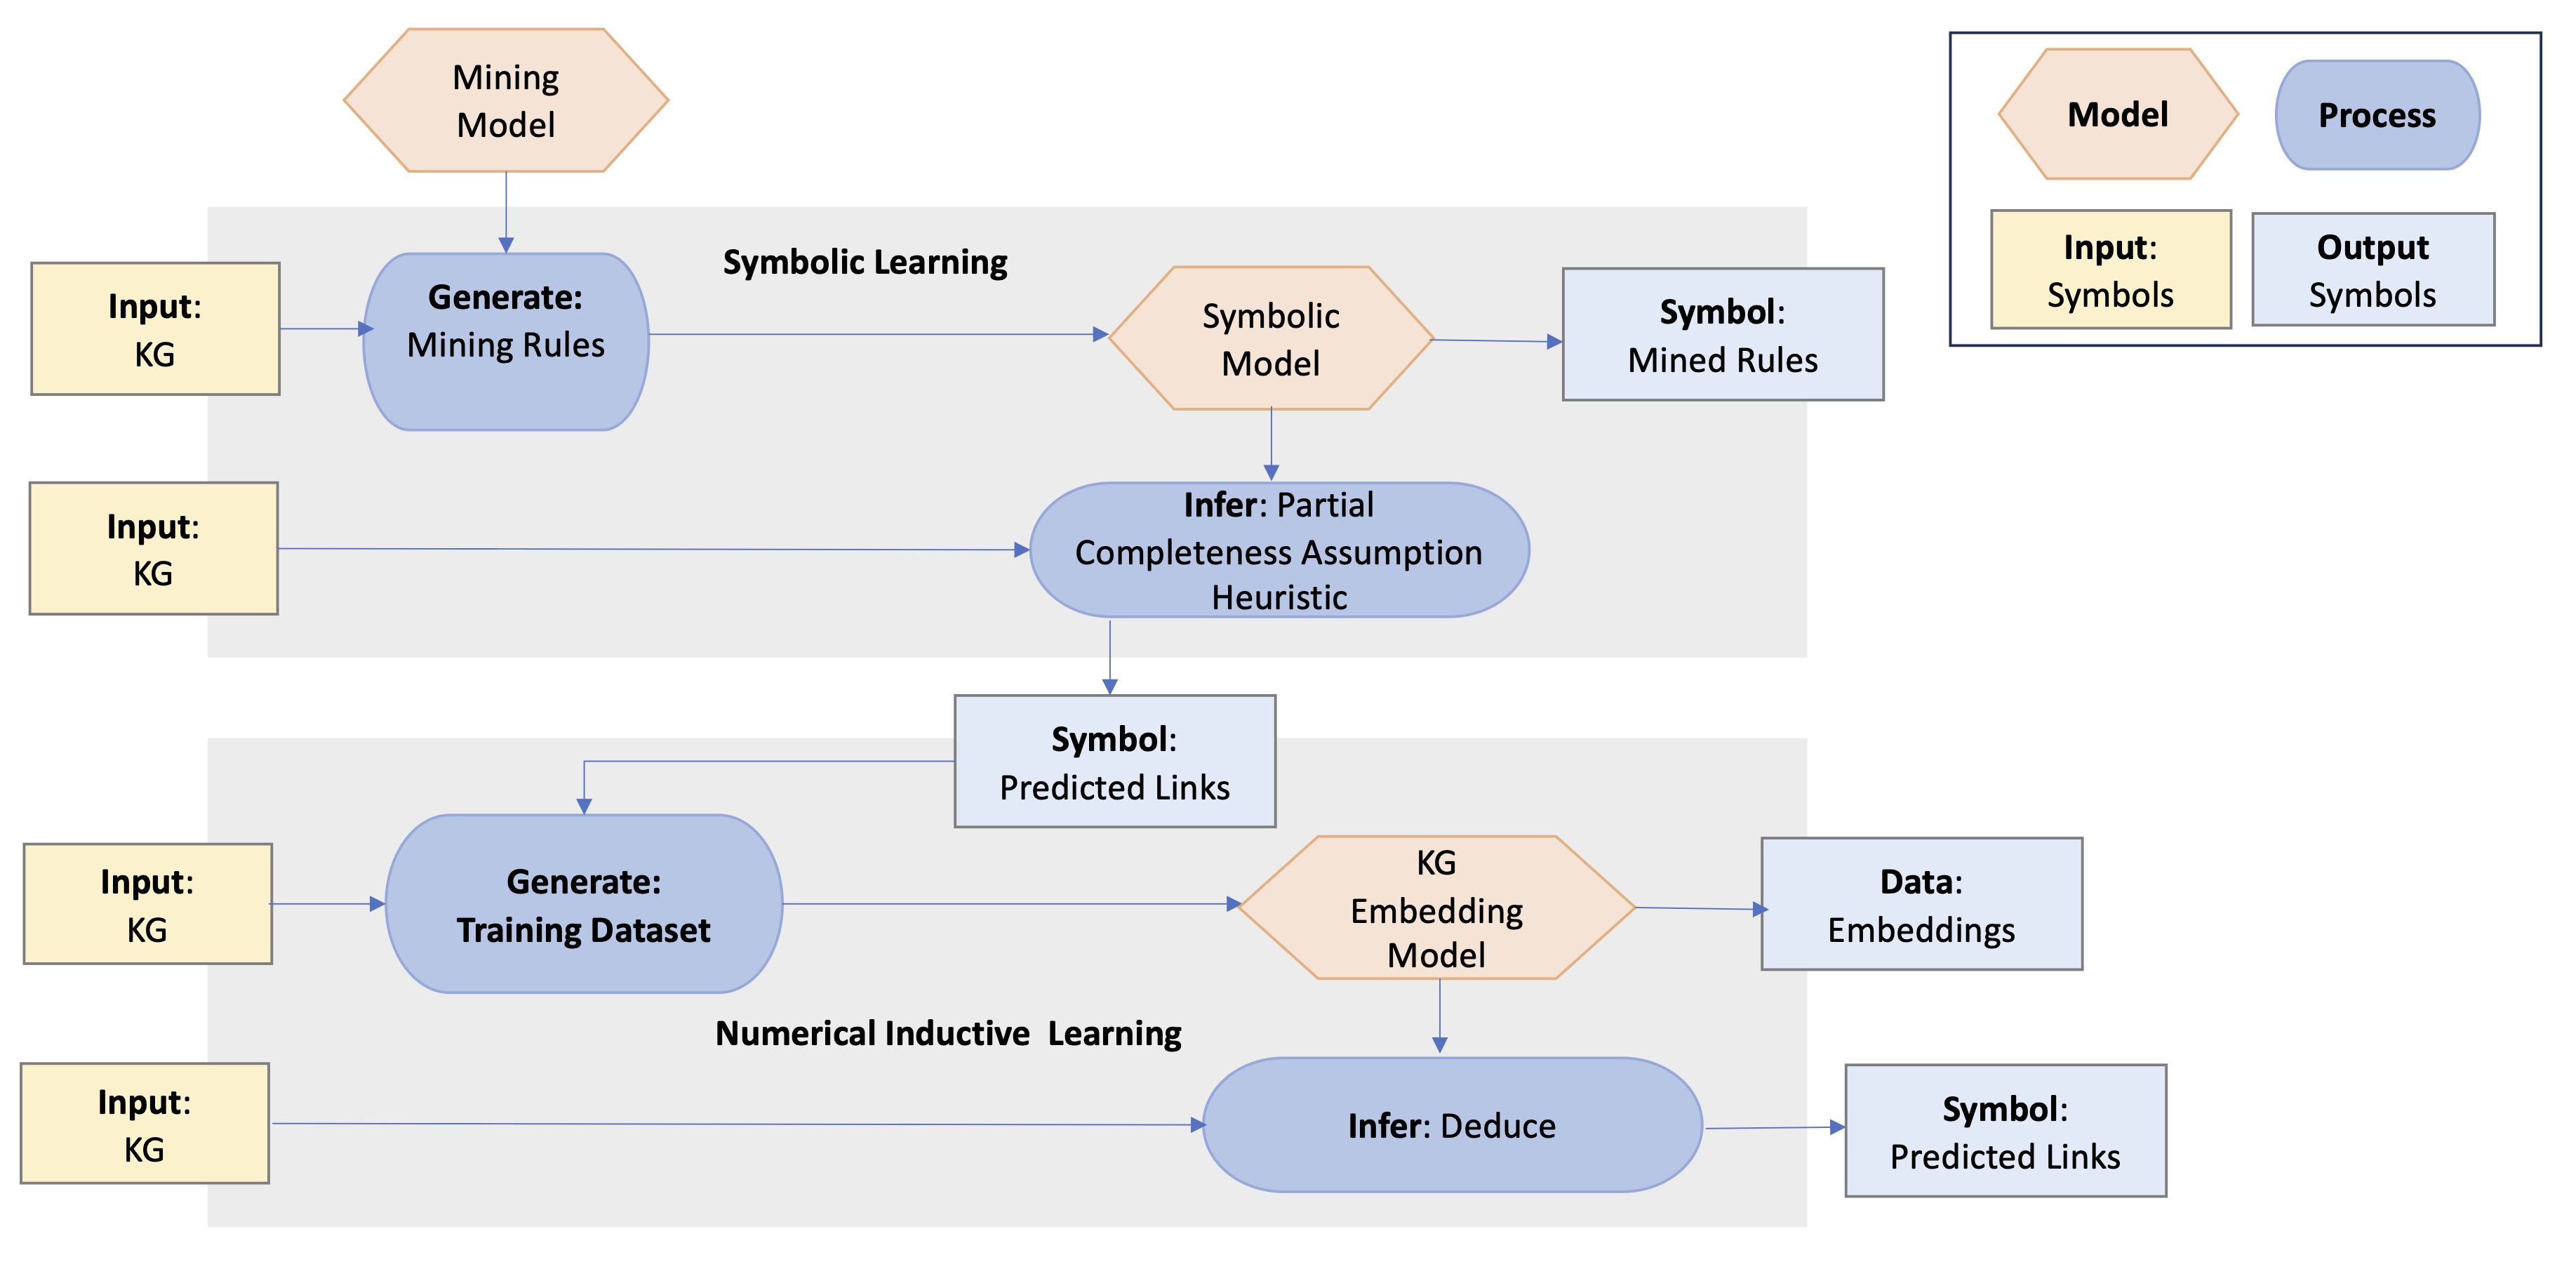 Mining
Model
Model
Process
Input:
Symbols
Output
Symbols
Symbolic Learning
Input:
KG
Generate:
Mining Rules
Symbolic
Model
Symbol:
Mined Rules
Input:
KG
Infer: Partial
Completeness Assumption
Heuristic
Symbol:
Predicted Links
Input:
KG
Generate:
Training Dataset
KG
Embedding
Model
Data:
Embeddings
Numerical Inductive  Learning
Input:
KG
Infer: Deduce
Symbol:
Predicted Links